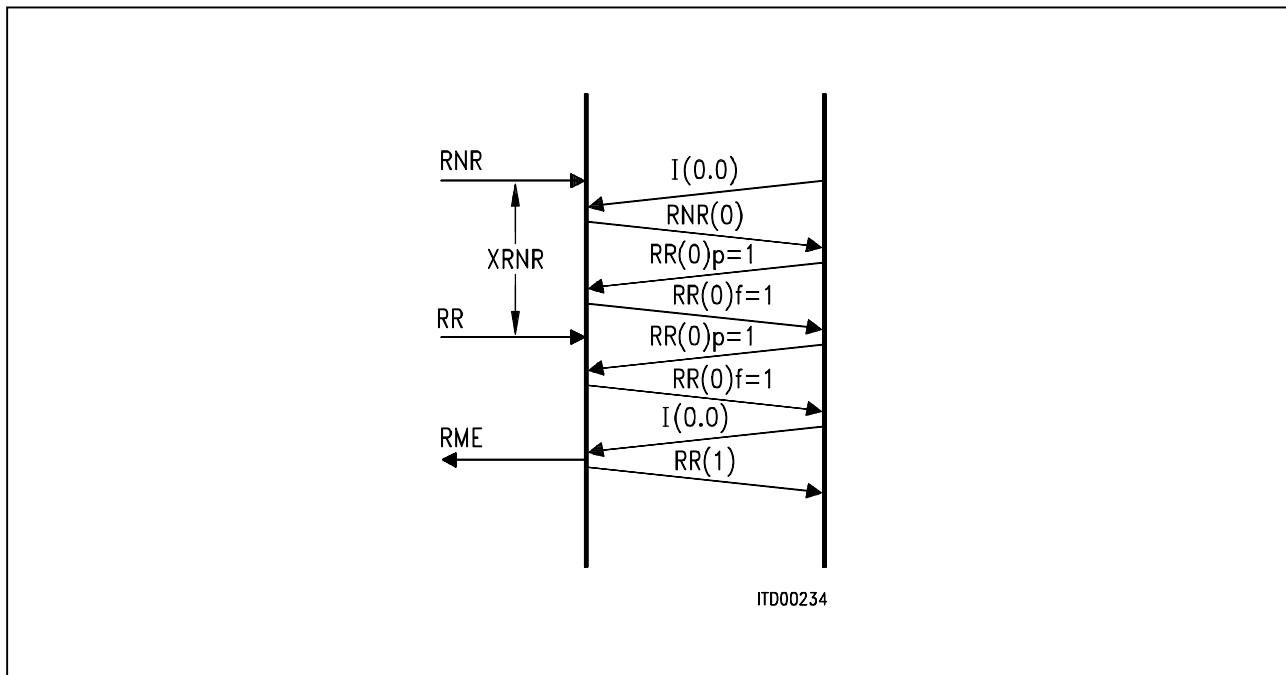 RNR
I(0.0)
RNR(0)
XRNR
RR(0)p=1
RR(0)f=1
RR
RR(0)p=1
RR(0)f=1
I(0.0)
RME
RR(1)
ITD00234